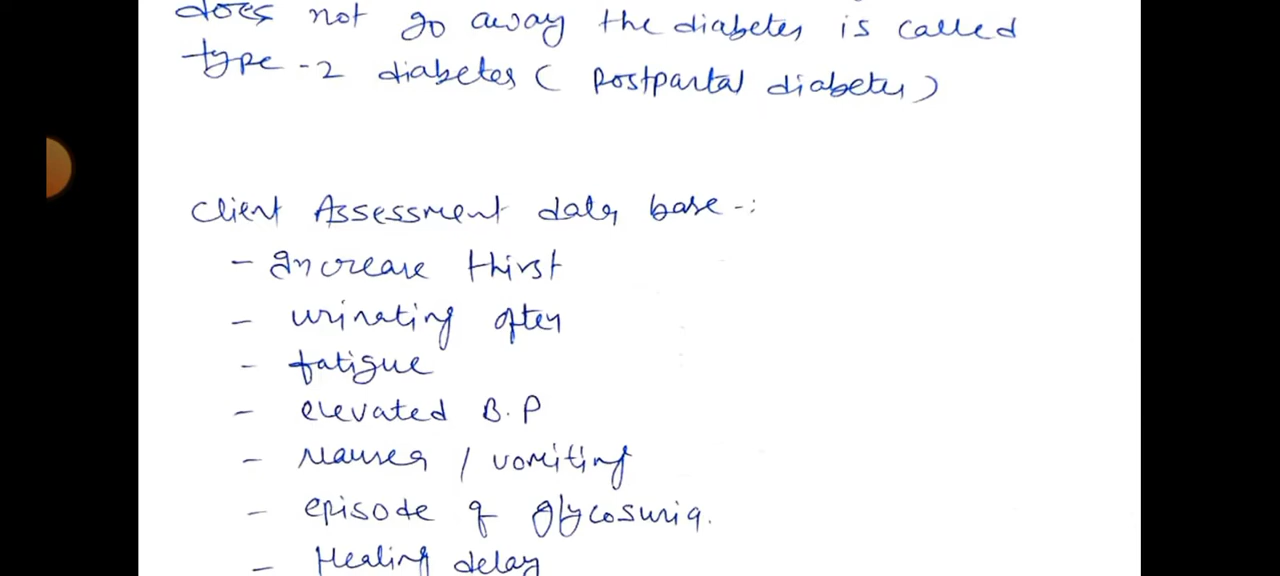 does not go away the diabetes is called
type - 2 diabetes ( Postpartal diabetes )
Client Assessment data base -:
- Increase thirst
- urinating often
- fatigue
- elevated B.P
- Nausea / vomiting
- episode of glycosuria.
- Healing delay